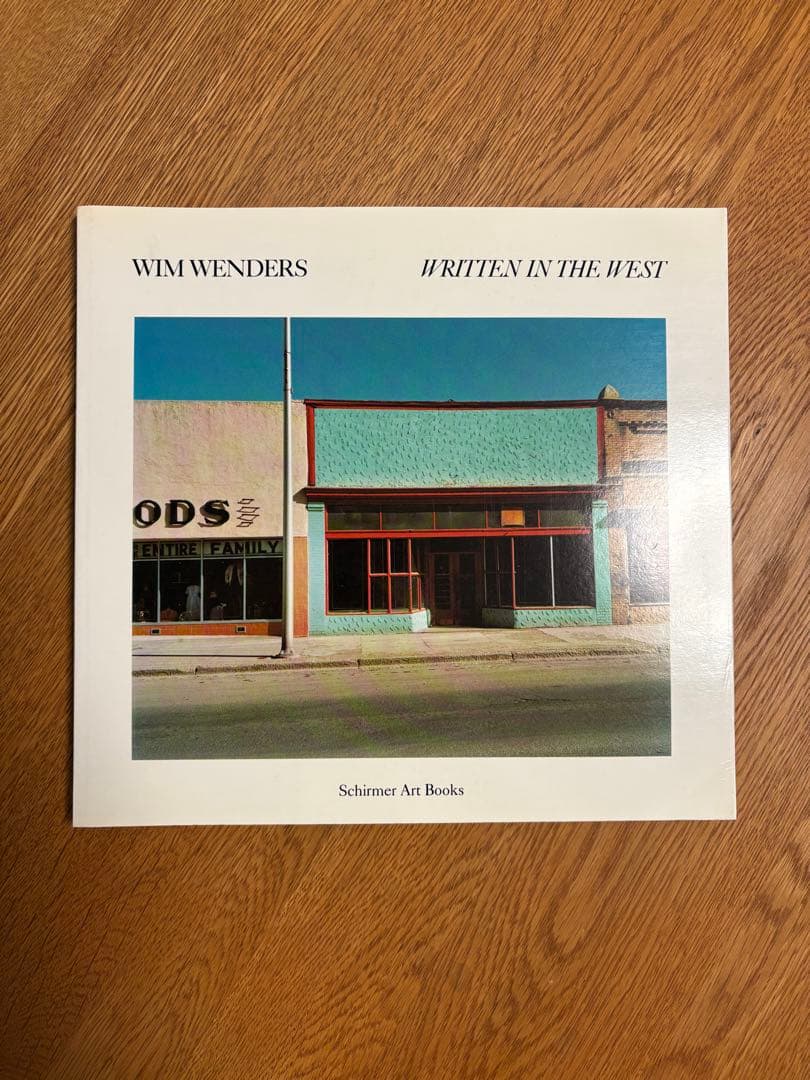 WIM WENDERS
WRITTEN IN THE WEST
ODS
ENTIRE FAMILY
Schirmer Art Books